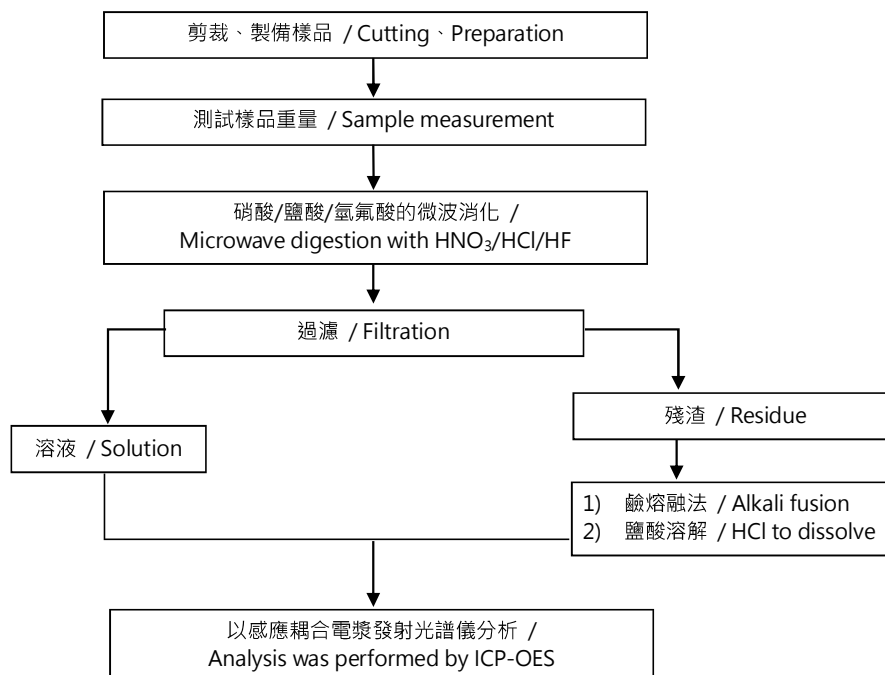 剪裁、製備樣品 / Cutting、Preparation
測試樣品重量 / Sample measurement
硝酸/鹽酸/氫氟酸的微波消化 /
Microwave digestion with HNO₃/HCl/HF
過濾 / Filtration
溶液 / Solution
殘渣 / Residue
1) 鹼熔融法 / Alkali fusion
2) 鹽酸溶解 / HCl to dissolve
以感應耦合電漿發射光譜儀分析 /
Analysis was performed by ICP-OES